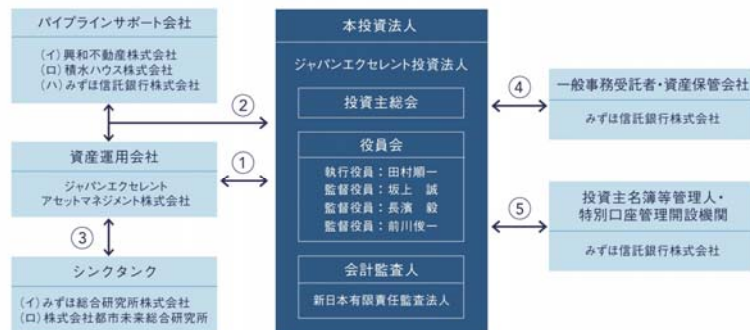 パイプラインサポート会社
(イ)興和不動産株式会社
(ロ)積水ハウス株式会社
(ハ)みずほ信託銀行株式会社
②
資産運用会社
ジャパンエクセレント
アセットマネジメント株式会社
①
③
シンクタンク
(イ)みずほ総合研究所株式会社
(ロ)株式会社都市未来総合研究所
本投資法人
ジャパンエクセレント投資法人
投資主総会
役員会
執行役員：田村順一
監督役員：坂上　誠
監督役員：長濱　毅
監督役員：前川俊一
会計監査人
新日本有限責任監査法人
④
一般事務受託者・資産保管会社
みずほ信託銀行株式会社
⑤
投資主名簿等管理人・
特別口座管理開設機関
みずほ信託銀行株式会社